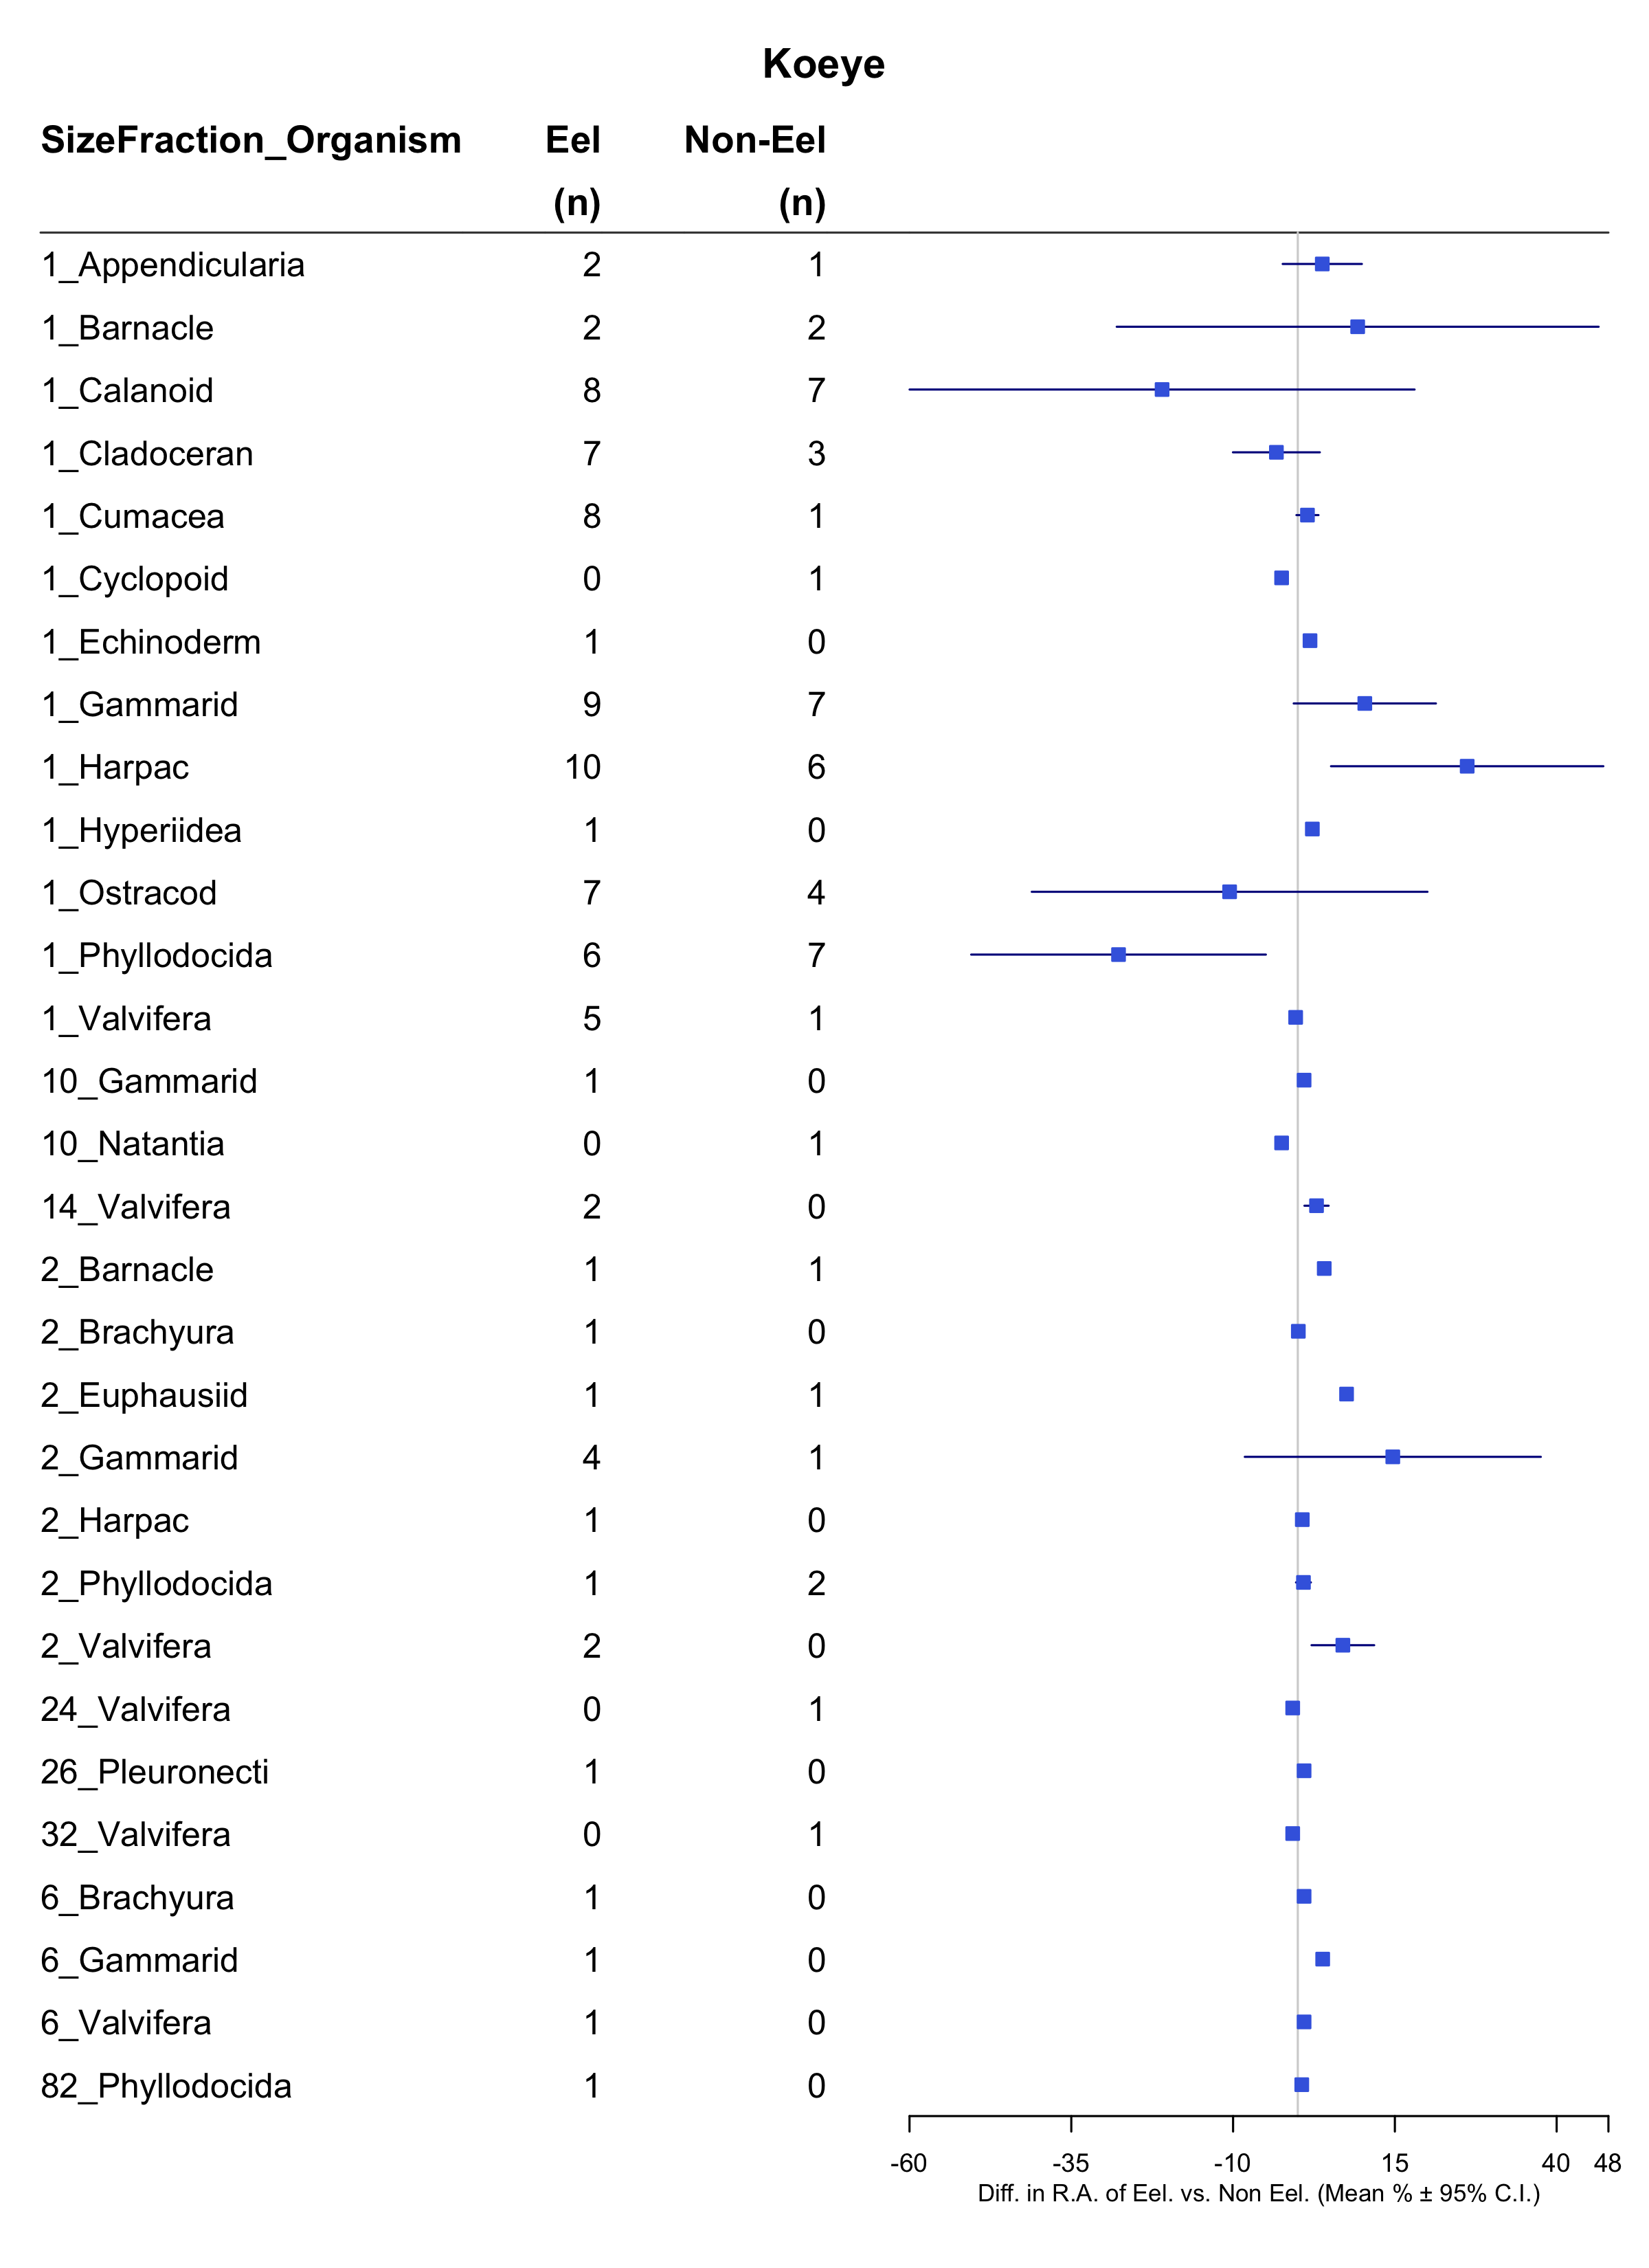 Koeye
SizeFraction_Organism Eel Non-Eel
(n) (n)
1_Appendicularia 2 1
1_Barnacle 2 2
1_Calanoid 8 7
1_Cladoceran 7 3
1_Cumacea 8 1
1_Cyclopoid 0 1
1_Echinoderm 1 0
1_Gammarid 9 7
1_Harpac 10 6
1_Hyperiidea 1 0
1_Ostracod 7 4
1_Phyllodocida 6 7
1_Valvifera 5 1
10_Gammarid 1 0
10_Natantia 0 1
14_Valvifera 2 0
2_Barnacle 1 1
2_Brachyura 1 0
2_Euphausiid 1 1
2_Gammarid 4 1
2_Harpac 1 0
2_Phyllodocida 1 2
2_Valvifera 2 0
24_Valvifera 0 1
26_Pleuronecti 1 0
32_Valvifera 0 1
6_Brachyura 1 0
6_Gammarid 1 0
6_Valvifera 1 0
82_Phyllodocida 1 0
-60 -35 -10 15 40 48
Diff. in R.A. of Eel. vs. Non Eel. (Mean % ± 95% C.I.)